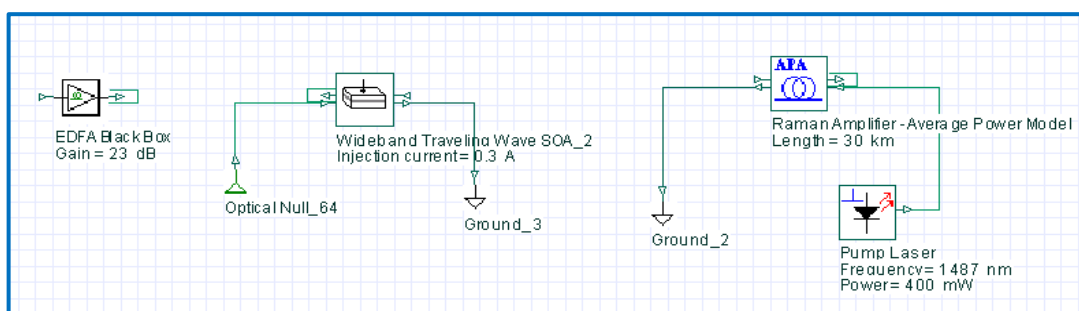 EDFA Black Box
Gain = 23 dB
Optical Null_64
Wideband Traveling Wave SOA_2
Injection current= 0.3 A
Ground_3
Ground_2
APA
Raman Amplifier -Average Power Model
Length = 30 km
Pump Laser
Frequency= 1487 nm
Power= 400 mW